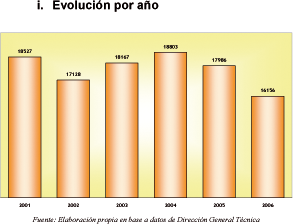 i. Evolución por año
18527
17128
18167
18803
17986
16156
2001 2002 2003 2004 2005 2006
Fuente: Elaboración propia en base a datos de Dirección General Técnica